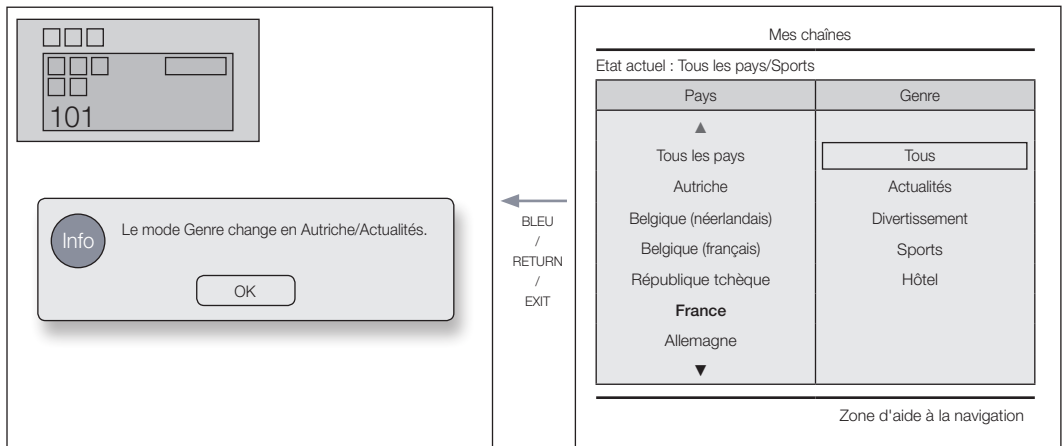 101
Info
Le mode Genre change en Autriche/Actualités.
OK
BLEU
/
RETURN
/
EXIT
Mes chaînes
Etat actuel : Tous les pays/Sports
Pays Genre
▲
Tous les pays Tous
Autriche Actualités
Belgique (néerlandais) Divertissement
Belgique (français) Sports
République tchèque Hôtel
France
Allemagne
▼
Zone d'aide à la navigation